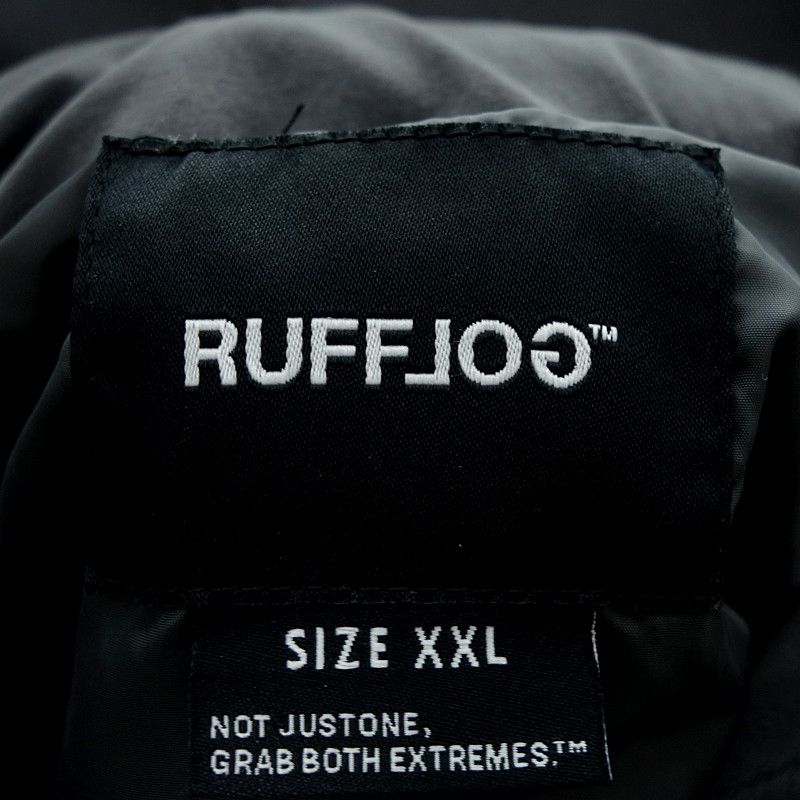 RUFFLOG™
SIZE XXL
NOT JUSTONE,
GRAB BOTH EXTREMES.™